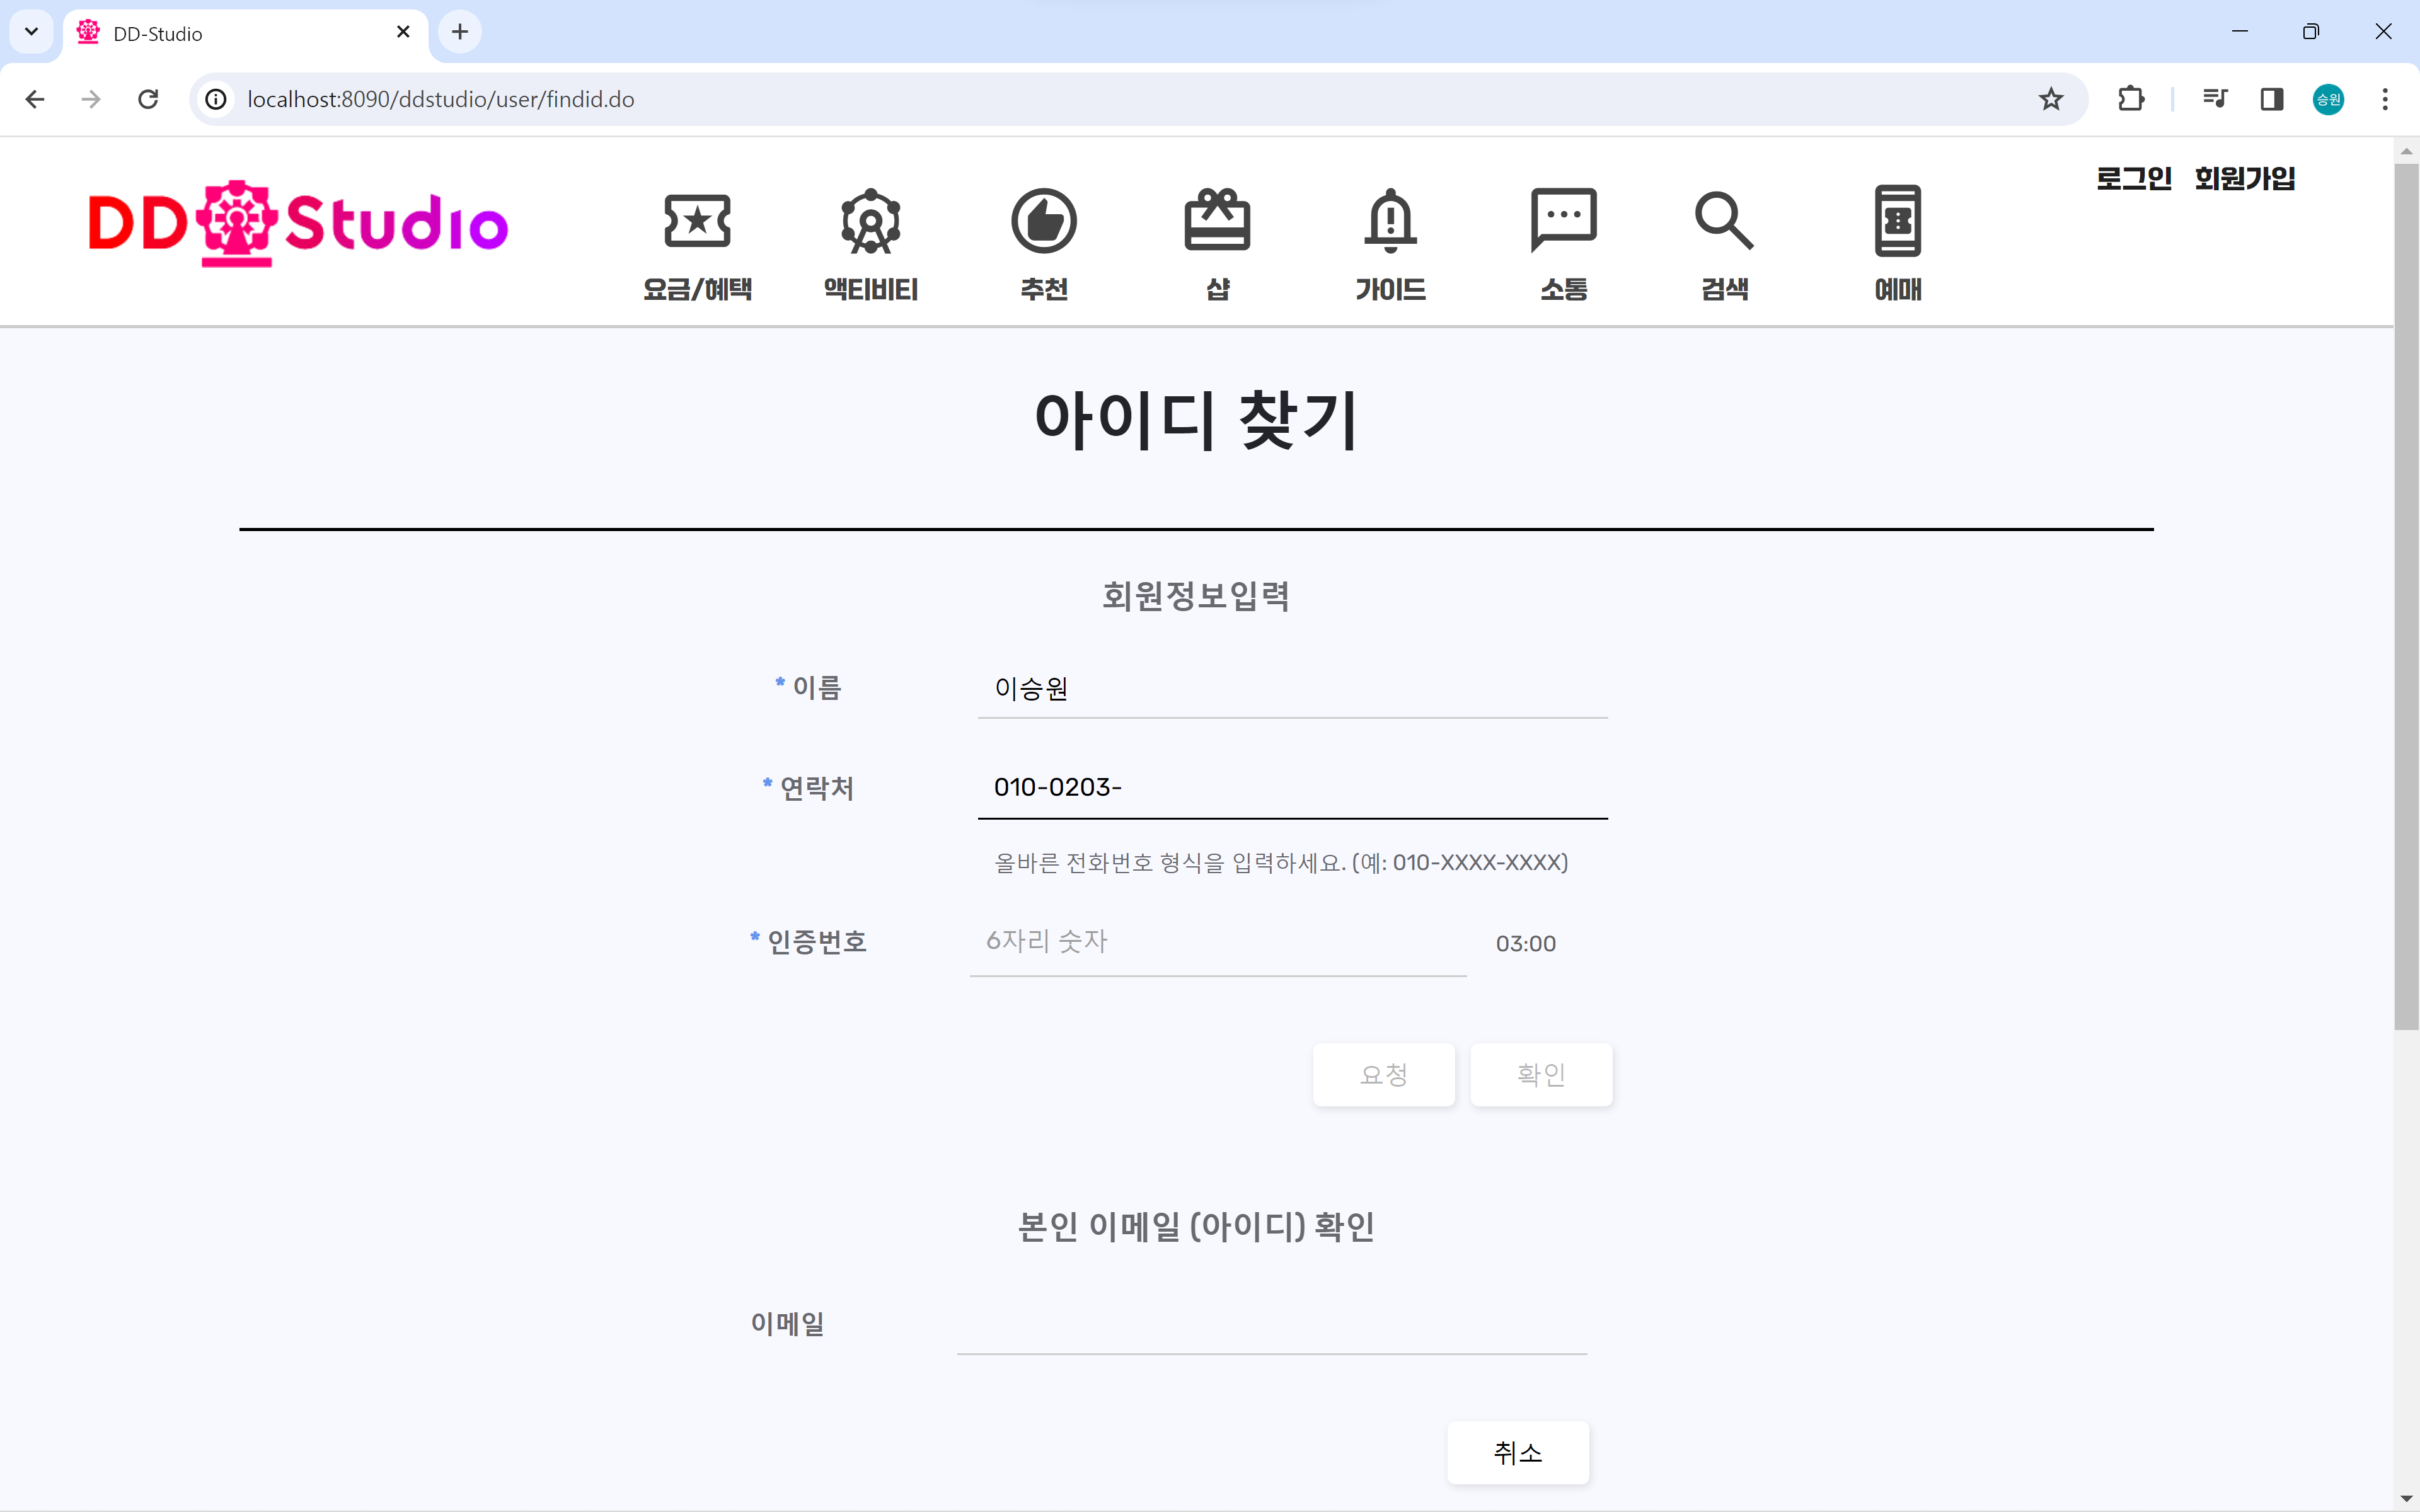 DD-Studio
localhost:8090/ddstudio/user/findid.do
승원
로그인 회원가입
DD Studio
요금/혜택 액티비티 추천 샵 가이드 소통 검색 예매
아이디 찾기
회원정보입력
* 이름 이승원
* 연락처 010-0203-
올바른 전화번호 형식을 입력하세요. (예: 010-XXXX-XXXX)
* 인증번호 6자리 숫자 03:00
요청 확인
본인 이메일 (아이디) 확인
이메일
취소